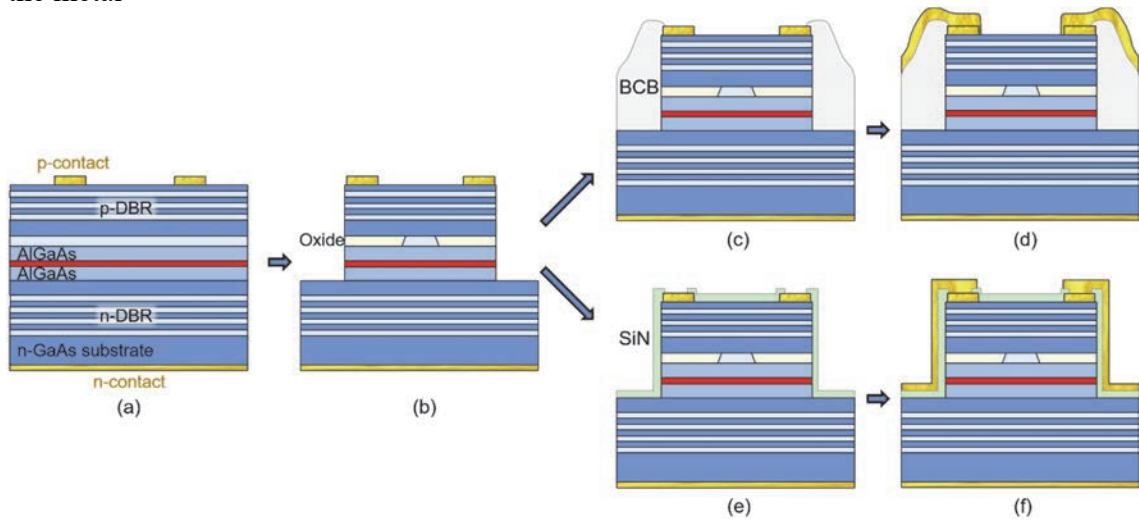 p-contact
p-DBR
AlGaAs
AlGaAs
n-DBR
n-GaAs substrate
n-contact
(a)
Oxide
(b)
BCB
(c)
(d)
SiN
(e)
(f)